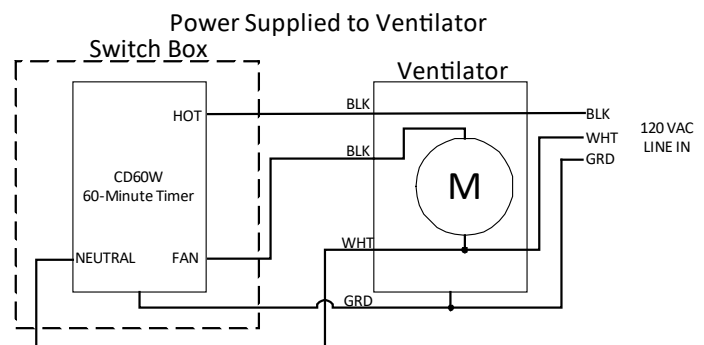 Power Supplied to Ventilator
Switch Box
Ventilator
BLK
HOT
BLK
WHT
120 VAC
LINE IN
GRD
BLK
CD60W
60-Minute Timer
M
WHT
NEUTRAL
FAN
GRD